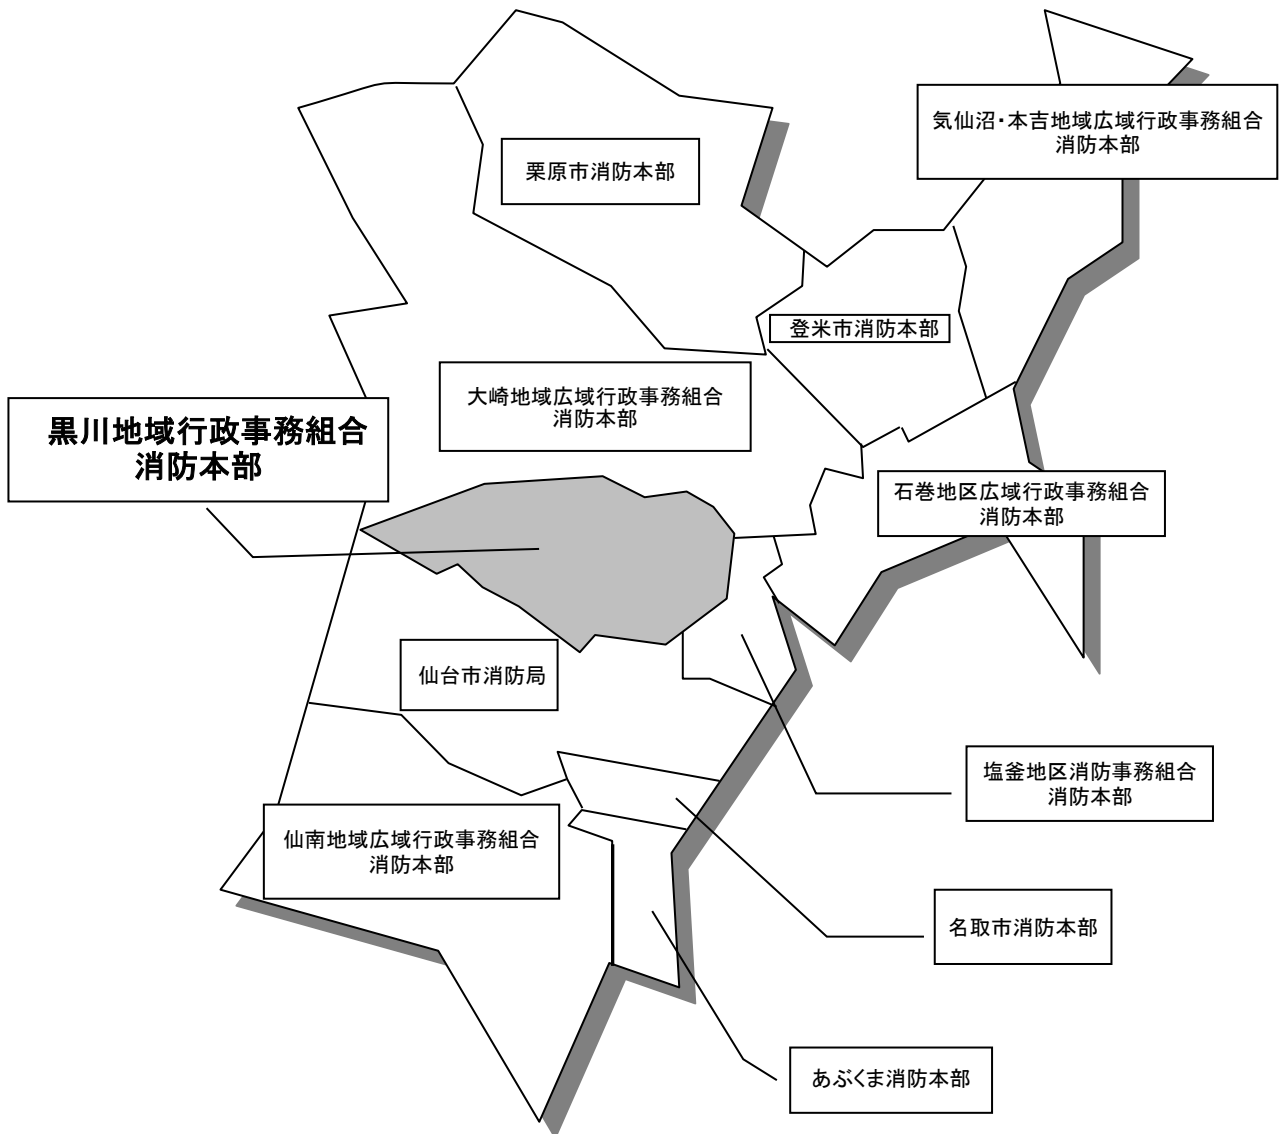 気仙沼・本吉地域広域行政事務組合
消防本部
栗原市消防本部
登米市消防本部
大崎地域広域行政事務組合
消防本部
黒川地域行政事務組合
消防本部
石巻地区広域行政事務組合
消防本部
仙台市消防局
塩釜地区消防事務組合
消防本部
仙南地域広域行政事務組合
消防本部
名取市消防本部
あぶくま消防本部